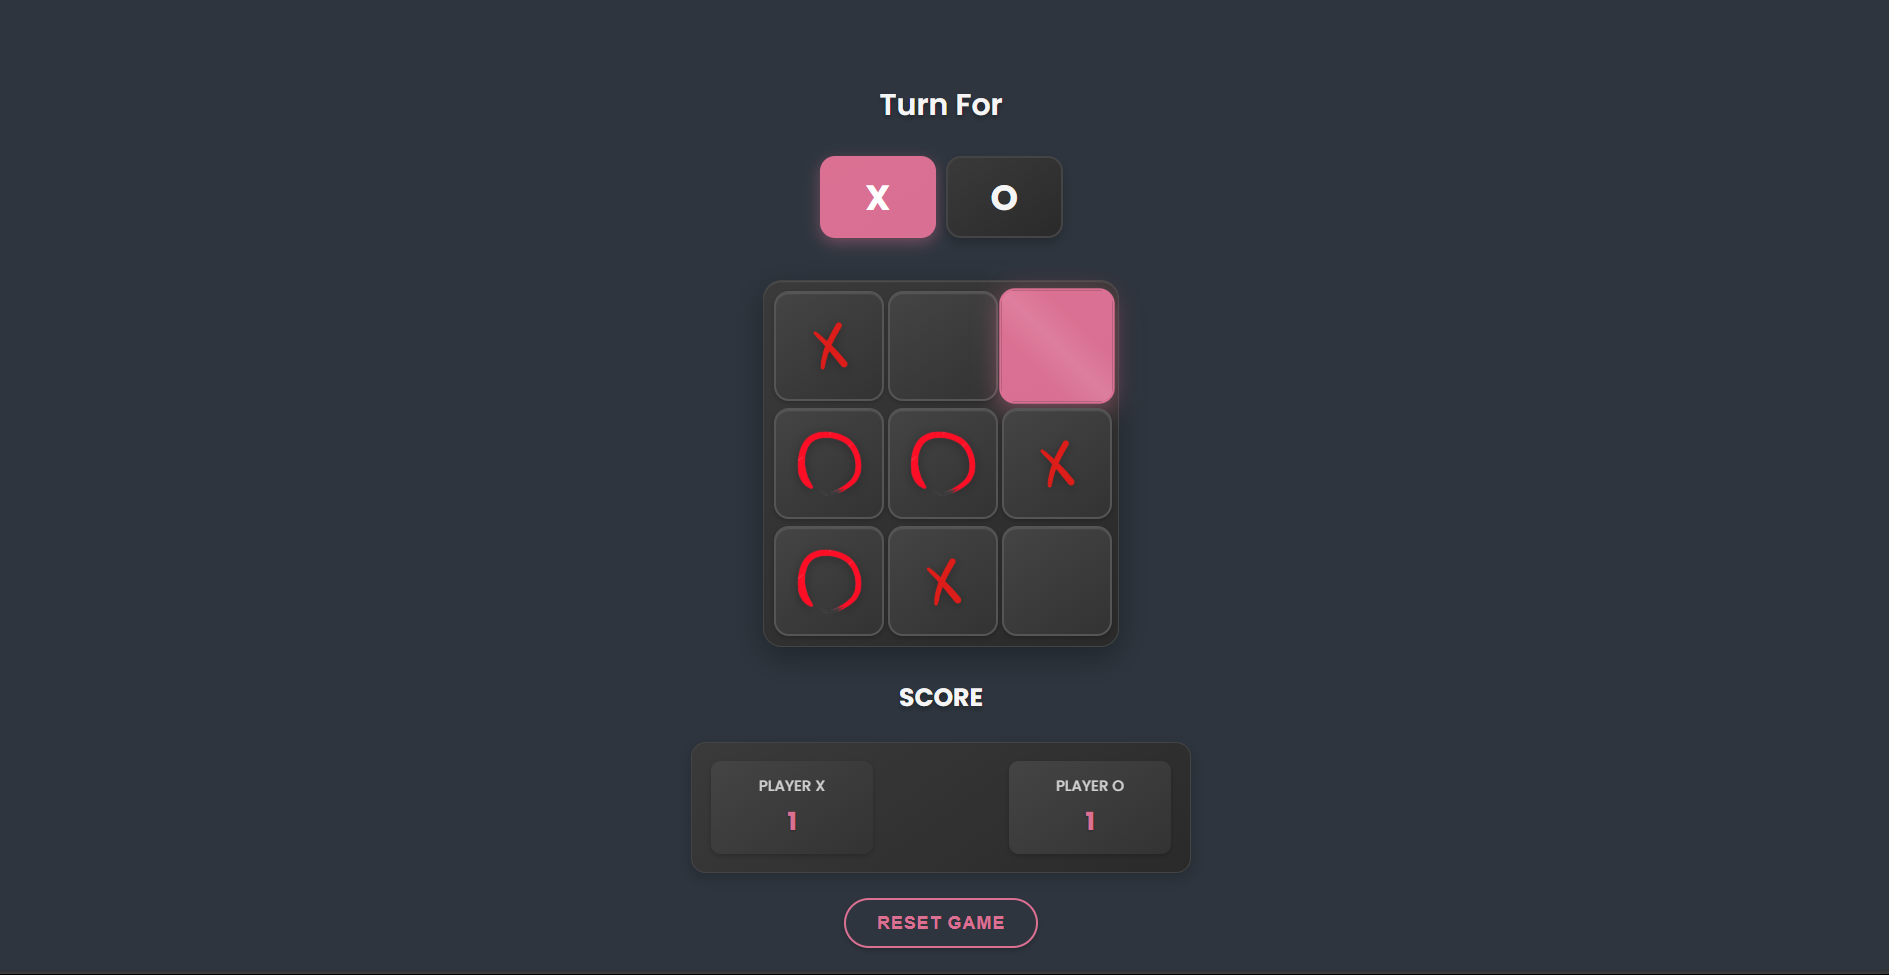 Turn For
X O
X
O O X
O X
SCORE
PLAYER X PLAYER O
1 1
RESET GAME